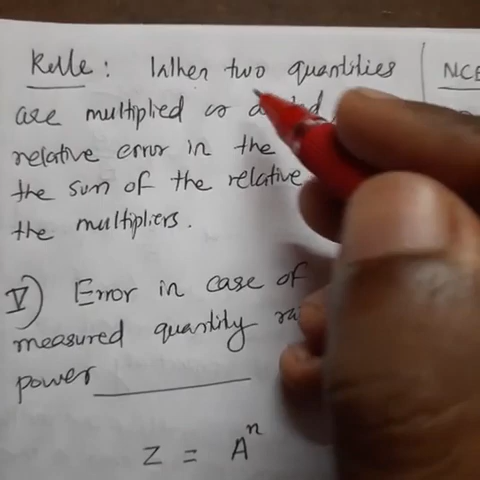 Rule: When two quantities
are multiplied or
relative error in the
the sum of the relative
the multipliers.
V) Error in case of
measured quantity
power
Z = Aⁿ
NCE